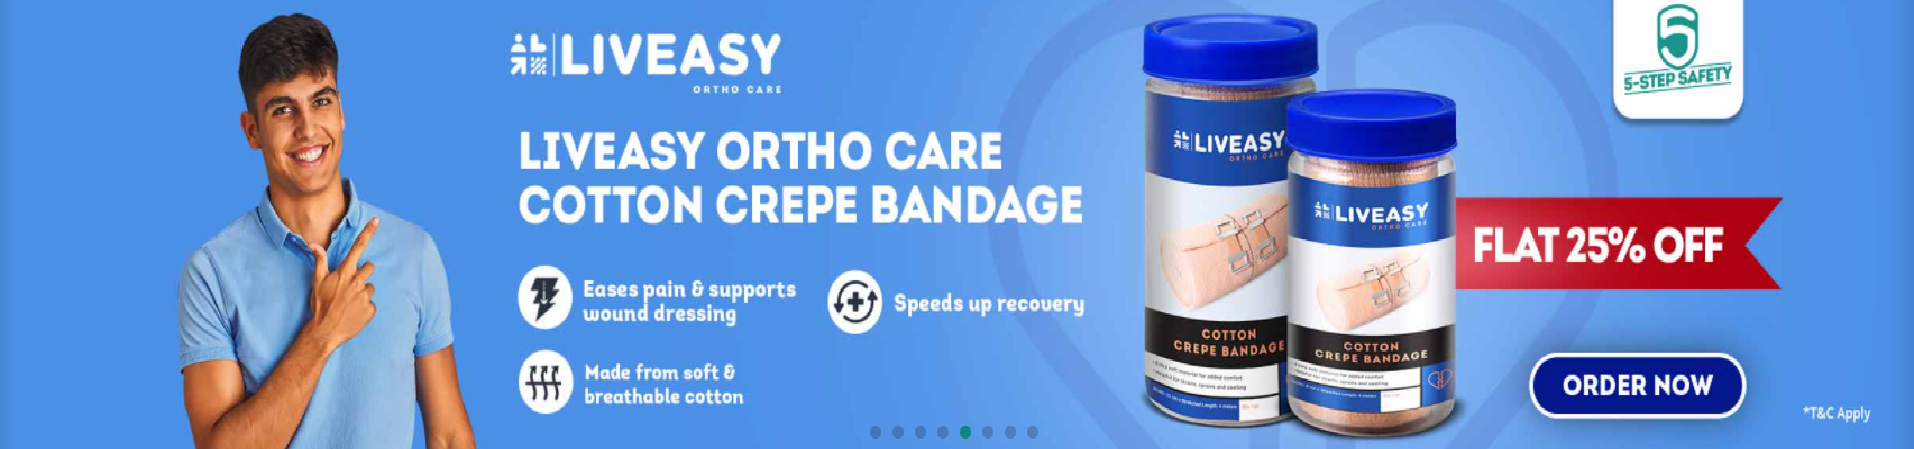 LIVEASY
ORTHO CARE
LIVEASY ORTHO CARE
COTTON CREPE BANDAGE
Eases pain & supports
wound dressing
Speeds up recovery
Made from soft &
breathable cotton
LIVEASY
ORTHO CARE
COTTON
CREPE BANDAGE
LIVEASY
ORTHO CARE
COTTON
CREPE BANDAGE
5
5-STEP SAFETY
FLAT 25% OFF
ORDER NOW
*T&C Apply